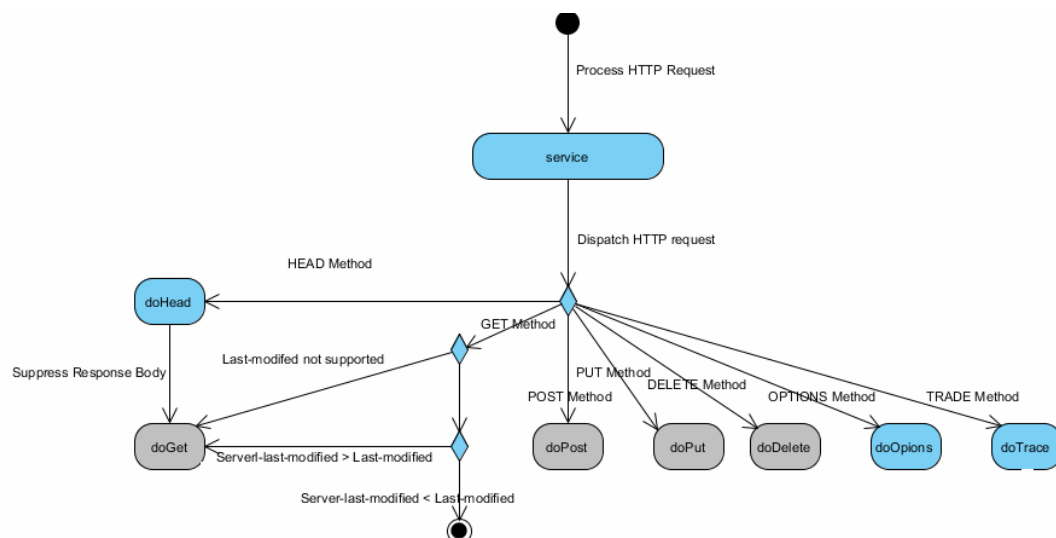 Process HTTP Request
service
Dispatch HTTP request
HEAD Method
doHead
GET Method
Last-modifed not supported
Suppress Response Body
PUT Method
DELETE Method
POST Method
OPTIONS Method
TRADE Method
doGet
doPost
doPut
doDelete
doOpions
doTrace
Serverl-last-modified > Last-modified
Server-last-modified < Last-modified